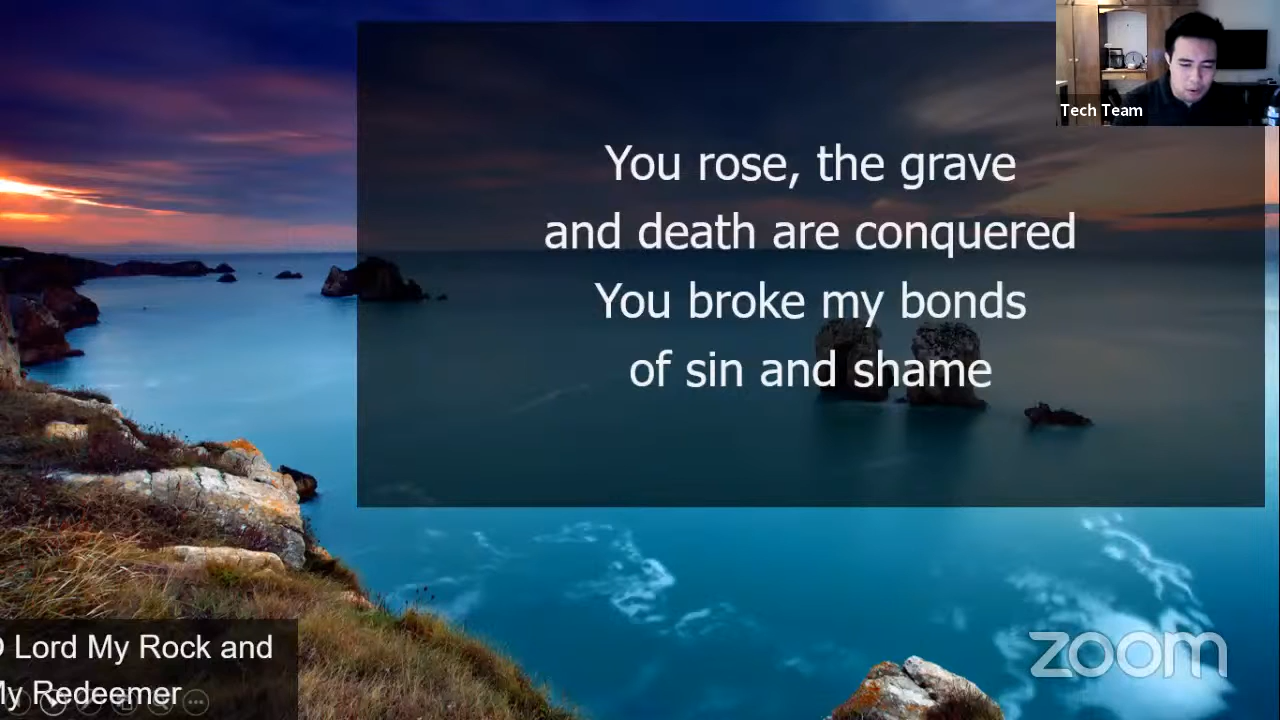 Tech Team
You rose, the grave
and death are conquered
You broke my bonds
of sin and shame
Lord My Rock and
My Redeemer
zoom